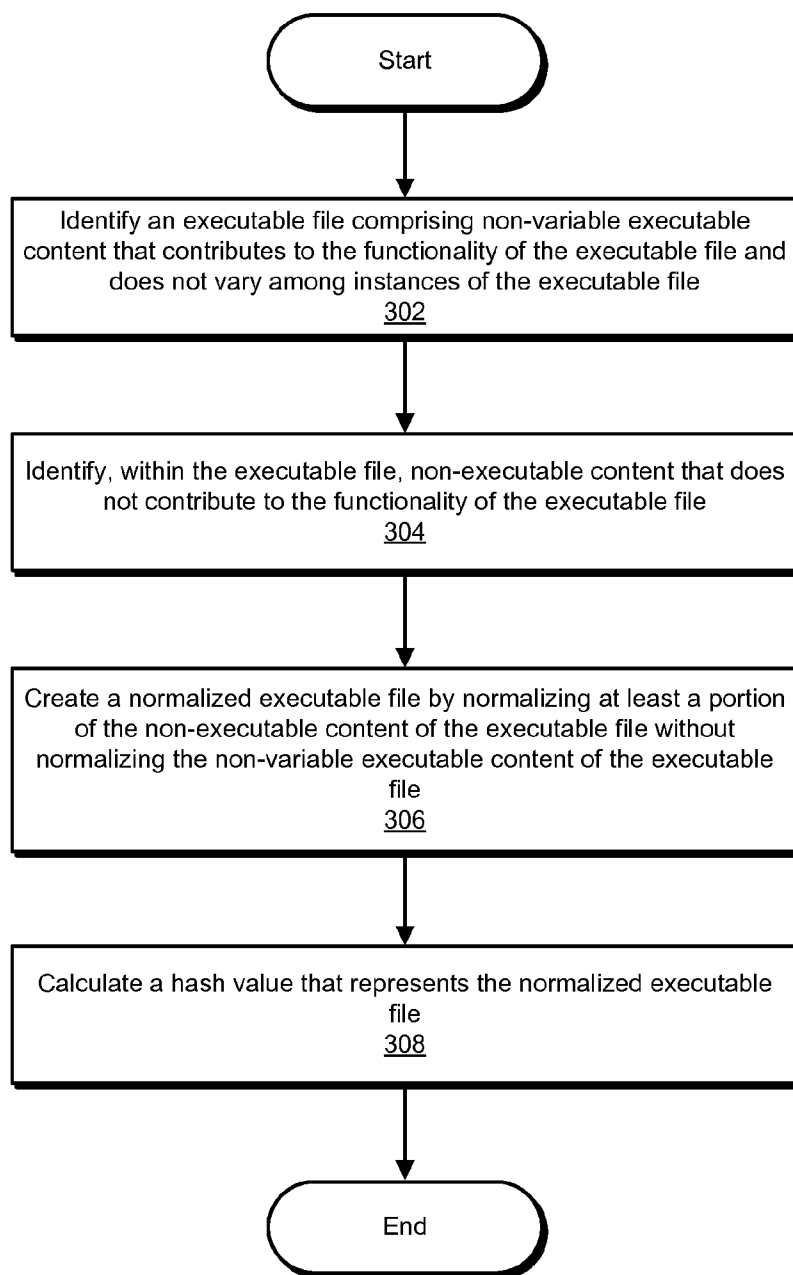 Start
Identify an executable file comprising non-variable executable
content that contributes to the functionality of the executable file and
does not vary among instances of the executable file
302
Identify, within the executable file, non-executable content that does
not contribute to the functionality of the executable file
304
Create a normalized executable file by normalizing at least a portion
of the non-executable content of the executable file without
normalizing the non-variable executable content of the executable
file
306
Calculate a hash value that represents the normalized executable
file
308
End